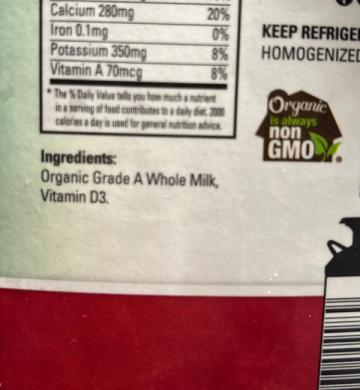 Calcium 280mg 20%
Iron 0.1mg 0%
Potassium 350mg 8%
Vitamin A 70mcg 8%
* The % Daily Value tells you how much a nutrient
in a serving of food contributes to a daily diet. 2000
calories a day is used for general nutrition advice.
Ingredients:
Organic Grade A Whole Milk,
Vitamin D3.
KEEP REFRIGE
HOMOGENIZED
Organic
is always
non
GMO